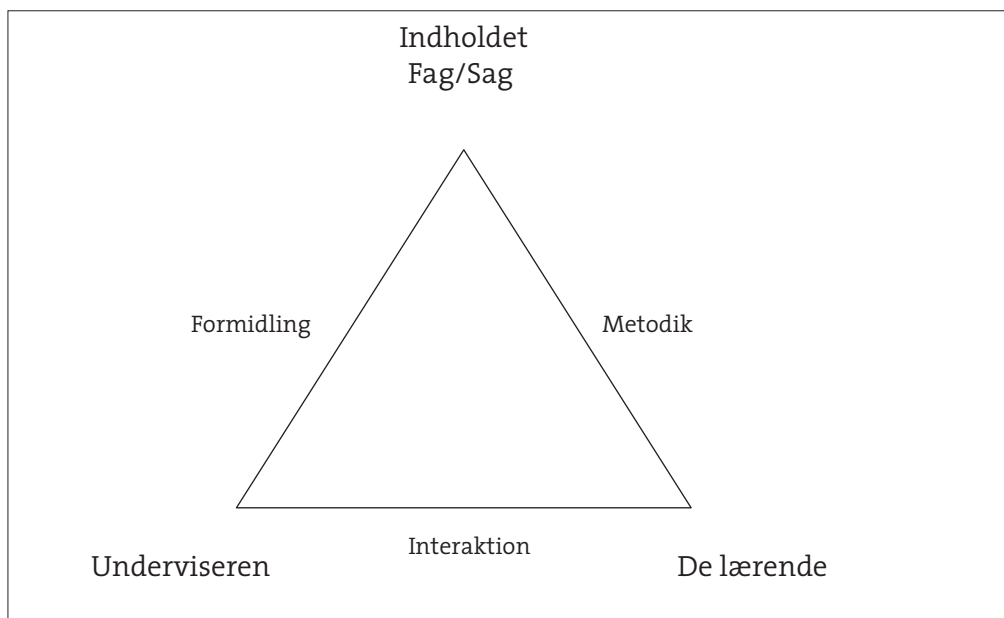 Indholdet
Fag/Sag
Formidling
Metodik
Interaktion
Underviseren
De lærende